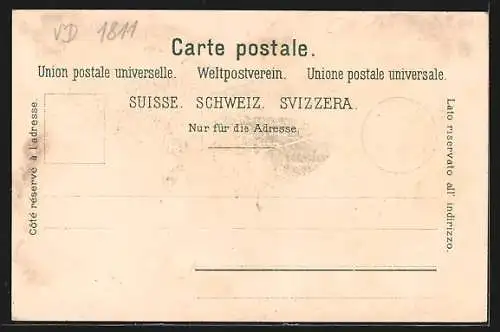 VD 1811
Carte postale.
Union postale universelle. Weltpostverein. Unione postale universale.
SUISSE. SCHWEIZ. SVIZZERA.
Nur für die Adresse.
Côté réservé à l'adresse.
Lato riservato all' indirizzo.